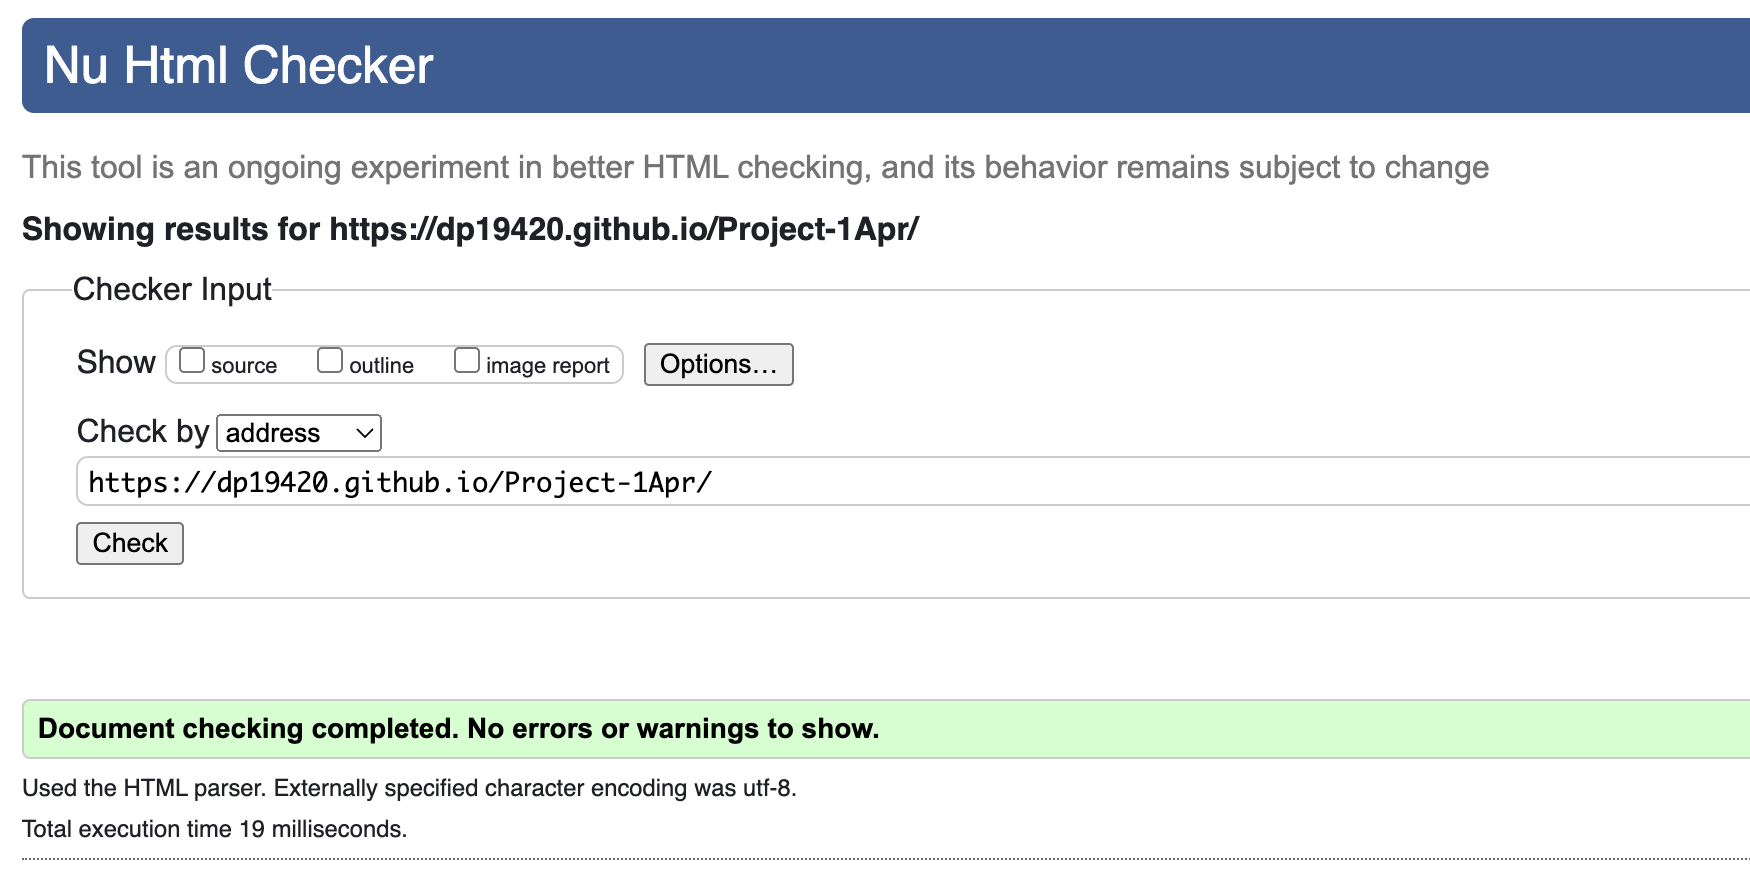 Nu Html Checker
This tool is an ongoing experiment in better HTML checking, and its behavior remains subject to change
Showing results for https://dp19420.github.io/Project-1Apr/
Checker Input
Show source outline image report Options...
Check by address
https://dp19420.github.io/Project-1Apr/
Check
Document checking completed. No errors or warnings to show.
Used the HTML parser. Externally specified character encoding was utf-8.
Total execution time 19 milliseconds.